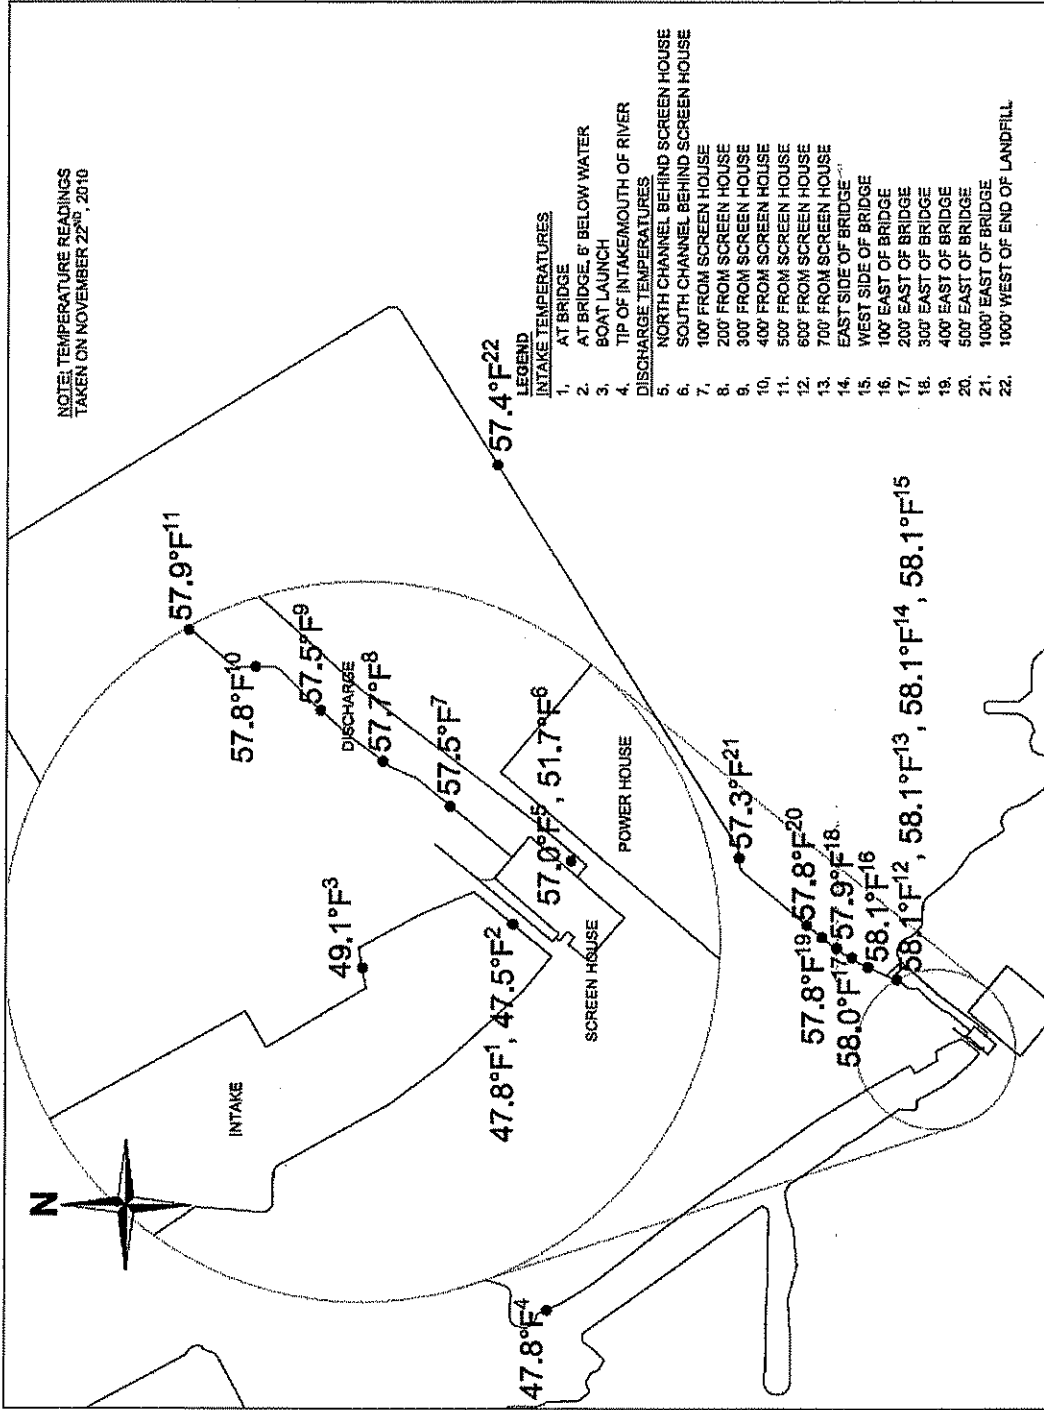 NOTE: TEMPERATURE READINGS
TAKEN ON NOVEMBER 22ND, 2010
N
INTAKE
57.9°F11
57.8°F10
57.5°F9
DISCHARGE
57.7°F8
57.5°F7
49.1°F3
57.0°F5, 51.7°F6
47.8°F1, 47.5°F2
SCREEN HOUSE
POWER HOUSE
47.8°F4
57.4°F22
57.3°F21
57.8°F19
57.8°F20
58.0°F17
57.9°F18
58.1°F16
58.1°F12, 58.1°F13, 58.1°F14, 58.1°F15
LEGEND
INTAKE TEMPERATURES
1. AT BRIDGE
2. AT BRIDGE, 6' BELOW WATER
3. BOAT LAUNCH
4. TIP OF INTAKE/MOUTH OF RIVER
DISCHARGE TEMPERATURES
5. NORTH CHANNEL BEHIND SCREEN HOUSE
6. SOUTH CHANNEL BEHIND SCREEN HOUSE
7. 100' FROM SCREEN HOUSE
8. 200' FROM SCREEN HOUSE
9. 300' FROM SCREEN HOUSE
10. 400' FROM SCREEN HOUSE
11. 500' FROM SCREEN HOUSE
12. 600' FROM SCREEN HOUSE
13. 700' FROM SCREEN HOUSE
14. EAST SIDE OF BRIDGE
15. WEST SIDE OF BRIDGE
16. 100' EAST OF BRIDGE
17. 200' EAST OF BRIDGE
18. 300' EAST OF BRIDGE
19. 400' EAST OF BRIDGE
20. 500' EAST OF BRIDGE
21. 1000' EAST OF BRIDGE
22. 1000' WEST OF END OF LANDFILL